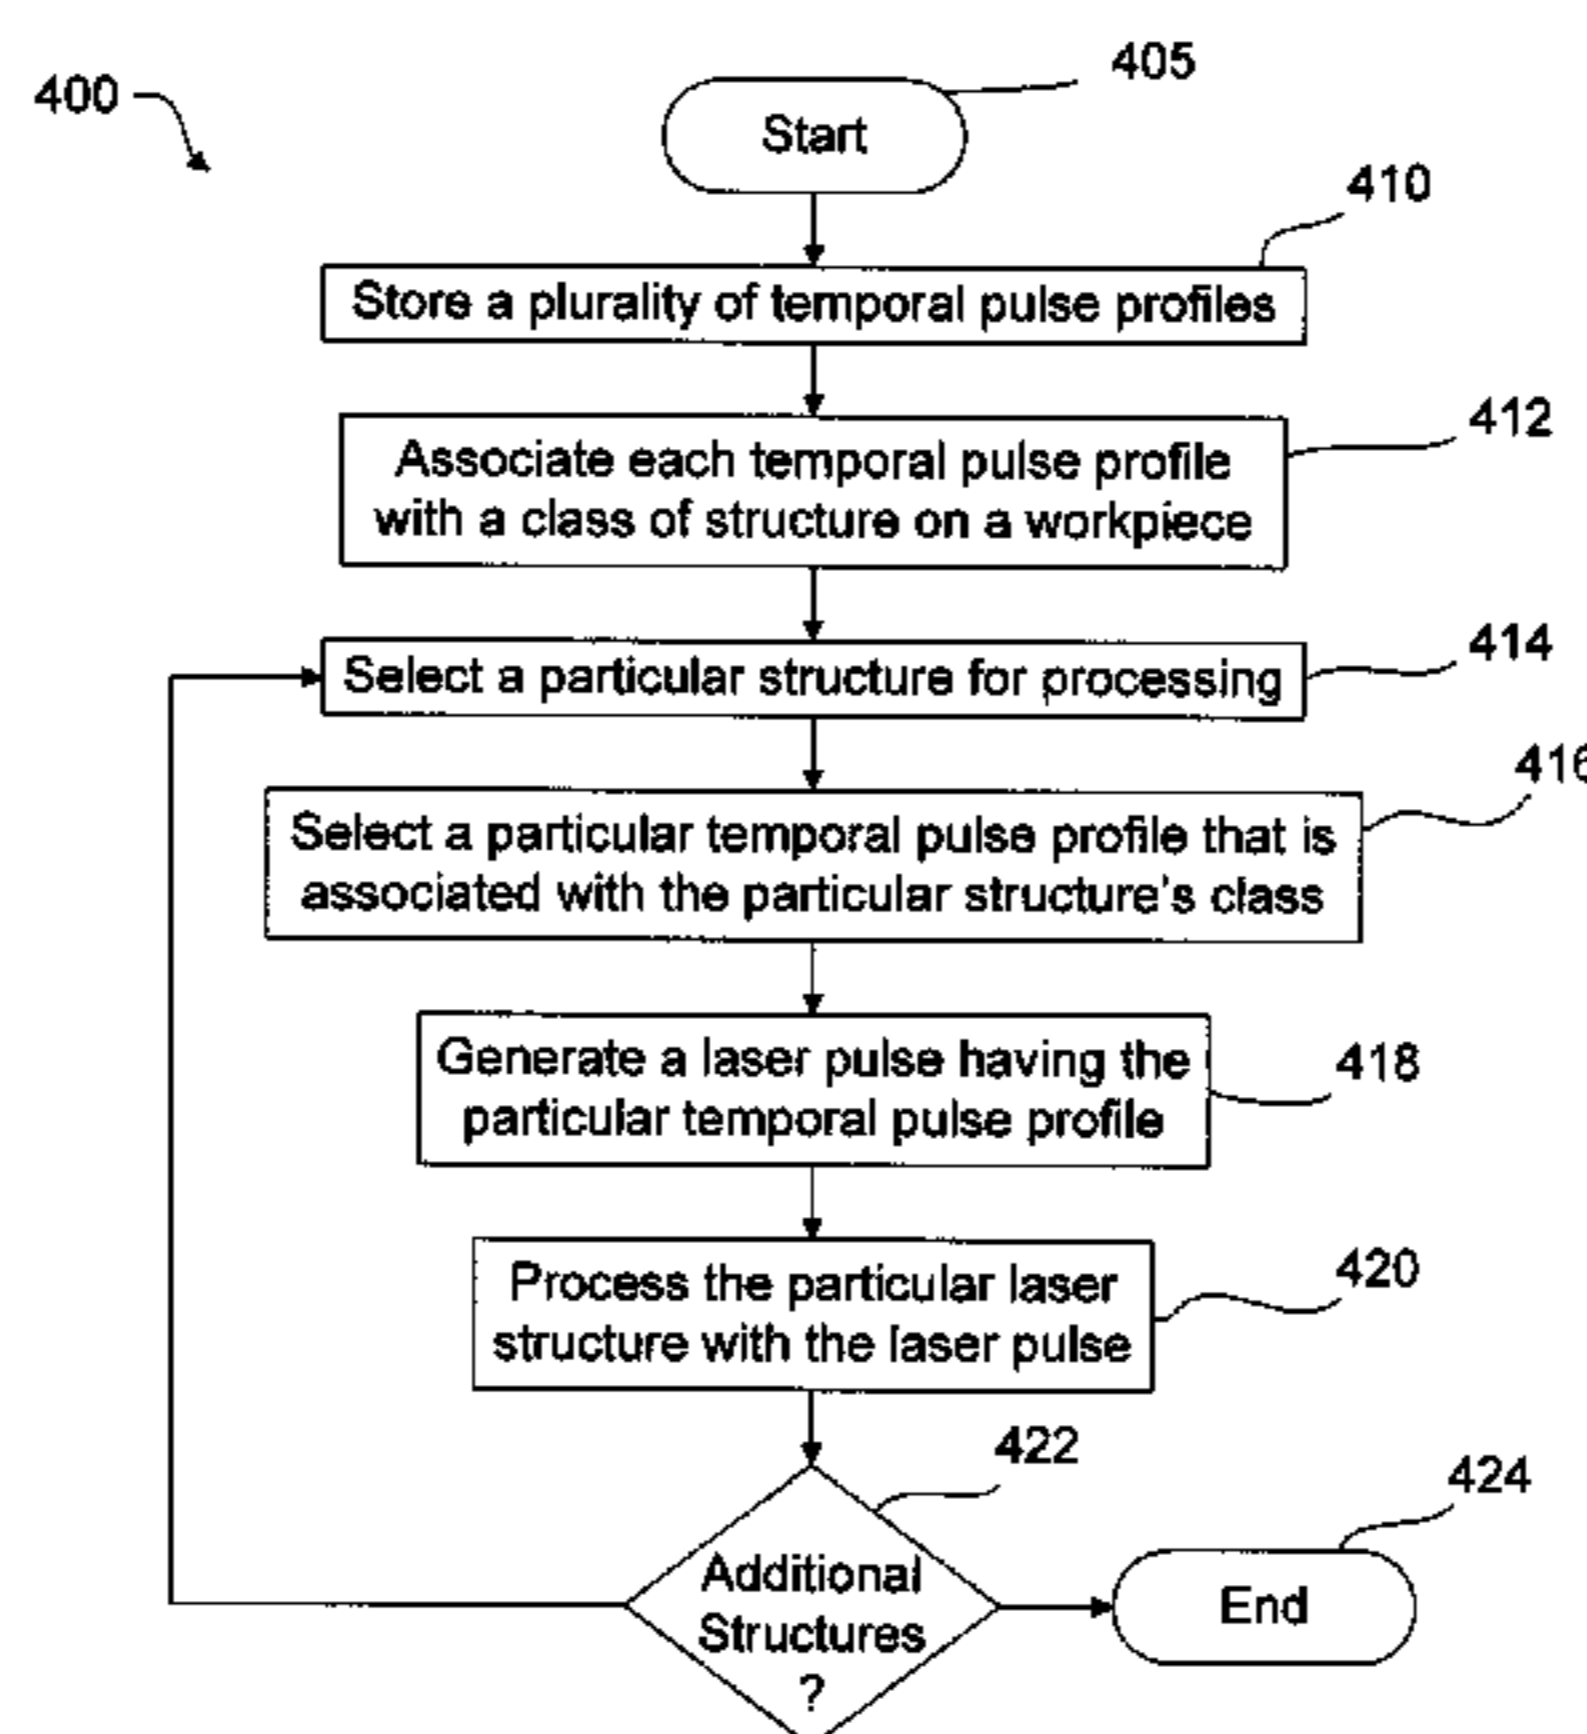 400
405
Start
410
Store a plurality of temporal pulse profiles
412
Associate each temporal pulse profile
with a class of structure on a workpiece
414
Select a particular structure for processing
416
Select a particular temporal pulse profile that is
associated with the particular structure's class
Generate a laser pulse having the
particular temporal pulse profile
418
Process the particular laser
structure with the laser pulse
420
422
424
Additional
Structures
?
End